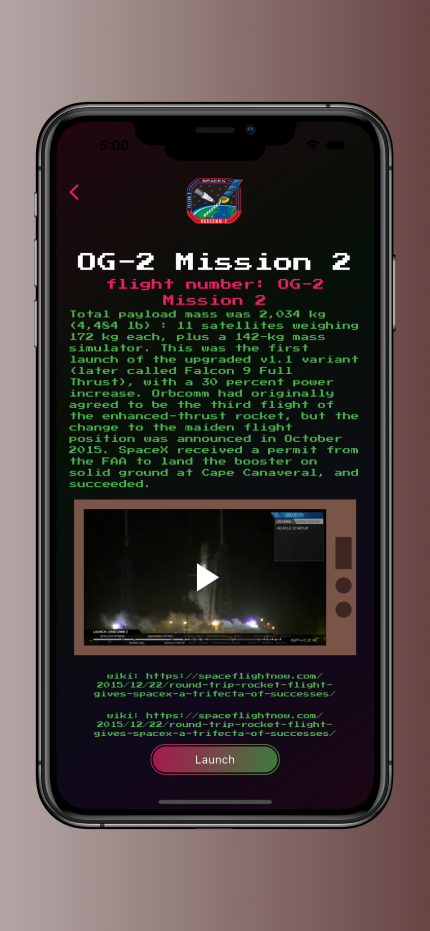 5:00
SPACEX
OG-2 Mission 2
flight number: OG-2
Mission 2
Total payload mass was 2,034 kg
(4,484 lb) : 11 satellites weighing
172 kg each, plus a 142-kg mass
simulator. This was the first
launch of the upgraded v1.1 variant
(later called Falcon 9 Full
Thrust), with a 30 percent power
increase. Orbcomm had originally
agreed to be the third flight of
the enhanced-thrust rocket, but the
change to the maiden flight
position was announced in October
2015. SpaceX received a permit from
the FAA to land the booster on
solid ground at Cape Canaveral, and
succeeded.
VEHICLE STARTUP
LAUNCH: ORBCOMM 2
SPACEX
wiki: https://spaceflightnow.com/
2015/12/22/round-trip-rocket-flight-
gives-spacex-a-trifecta-of-successes/
wiki: https://spaceflightnow.com/
2015/12/22/round-trip-rocket-flight-
gives-spacex-a-trifecta-of-successes/
Launch